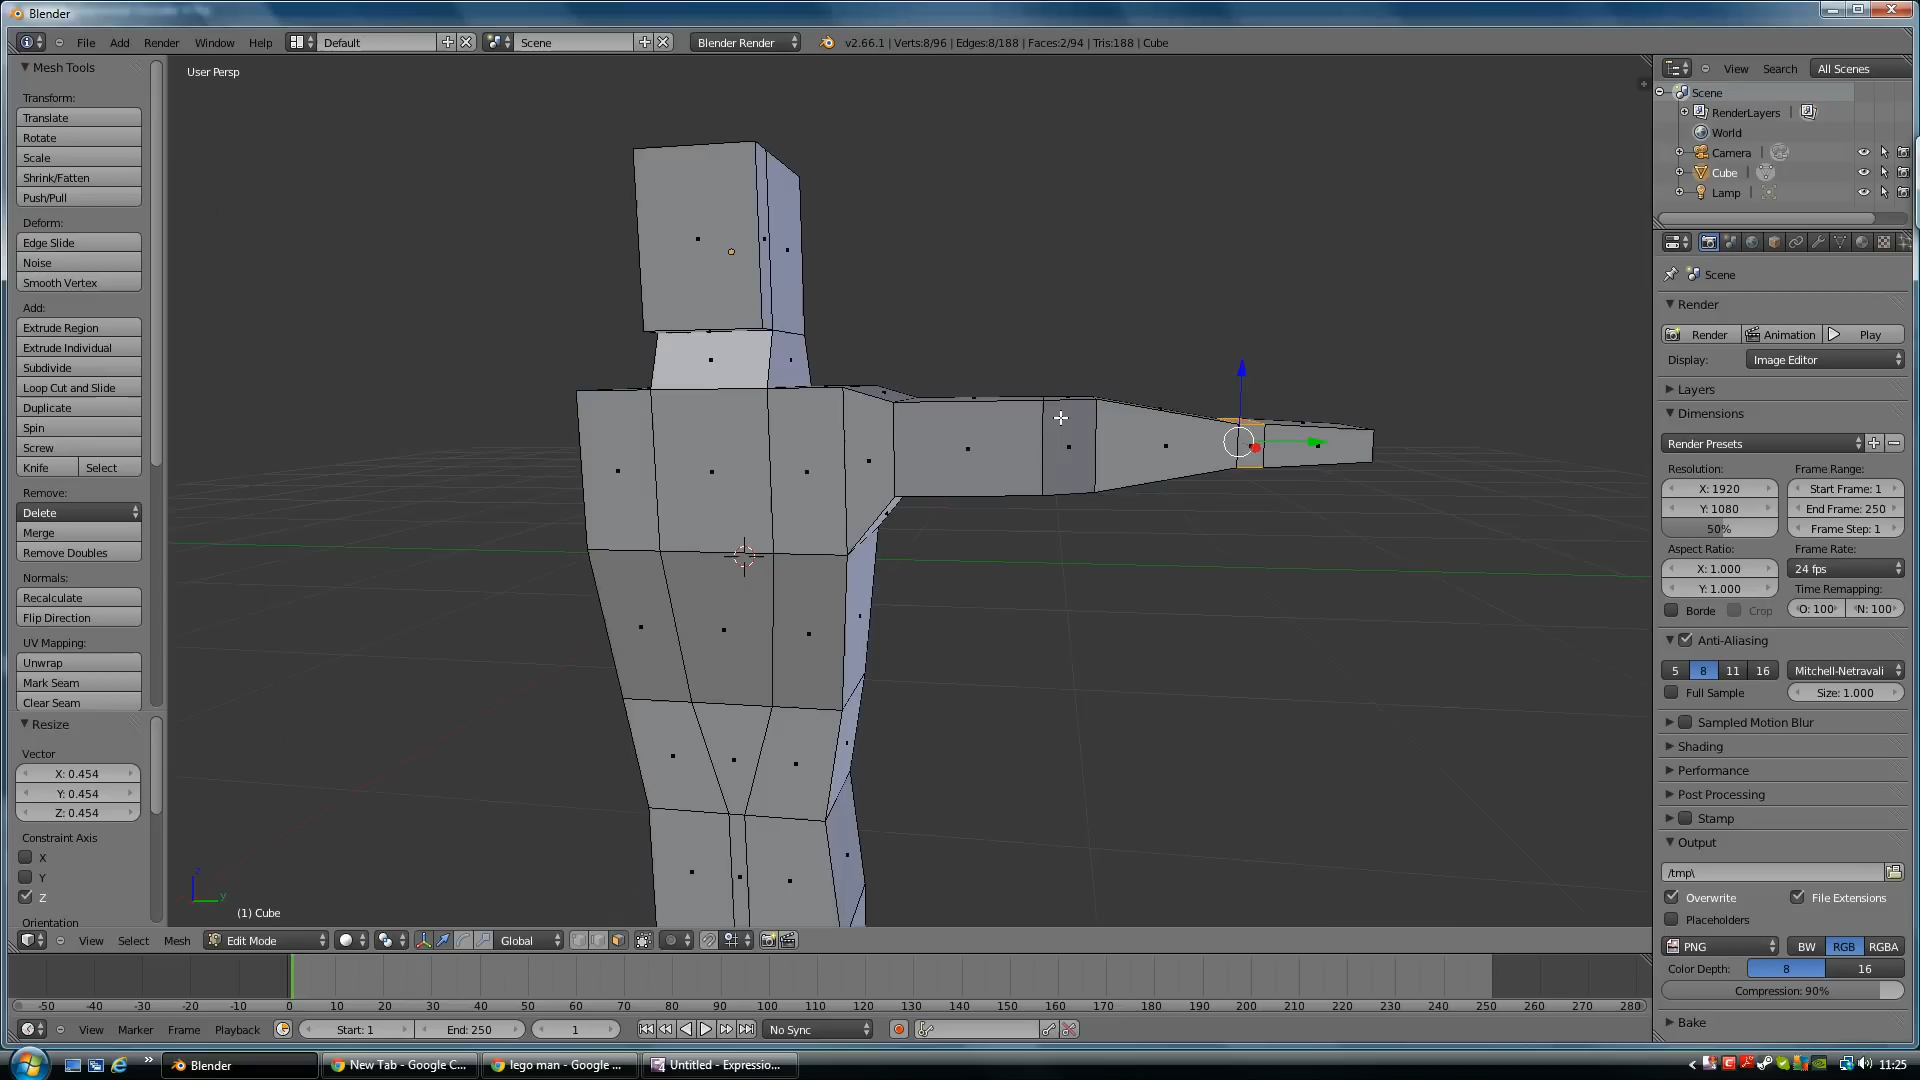 Blender
File Add Render Window Help Default Scene Blender Render v2.66.1 | Verts:8/96 | Edges:8/188 | Faces:2/94 | Tris:188 | Cube
Mesh Tools
Transform:
Translate
Rotate
Scale
Shrink/Fatten
Push/Pull
Deform:
Edge Slide
Noise
Smooth Vertex
Add:
Extrude Region
Extrude Individual
Subdivide
Loop Cut and Slide
Duplicate
Spin
Screw
Knife Select
Remove:
Delete
Merge
Remove Doubles
Normals:
Recalculate
Flip Direction
UV Mapping:
Unwrap
Mark Seam
Clear Seam
Resize
Vector
X: 0.454
Y: 0.454
Z: 0.454
Constraint Axis
X
Y
Z
Orientation
User Persp
z
y
(1) Cube
View Select Mesh Edit Mode Global
-50 -40 -30 -20 -10 0 10 20 30 40 50 60 70 80 90 100 110 120 130 140 150 160 170 180 190 200 210 220 230 240 250 260 270 280
View Marker Frame Playback Start: 1 End: 250 1 No Sync
View Search All Scenes
Scene
RenderLayers
World
Camera
Cube
Lamp
Scene
Render
Render Animation Play
Display: Image Editor
Layers
Dimensions
Render Presets
Resolution: Frame Range:
X: 1920 Start Frame: 1
Y: 1080 End Frame: 250
50% Frame Step: 1
Aspect Ratio: Frame Rate:
X: 1.000 24 fps
Y: 1.000 Time Remapping:
Borde Crop O: 100 N: 100
Anti-Aliasing
5 8 11 16 Mitchell-Netravali
Full Sample Size: 1.000
Sampled Motion Blur
Shading
Performance
Post Processing
Stamp
Output
/tmp\
Overwrite File Extensions
Placeholders
PNG BW RGB RGBA
Color Depth: 8 16
Compression: 90%
Bake
Blender New Tab - Google C... lego man - Google ... Untitled - Expressio... 11:25